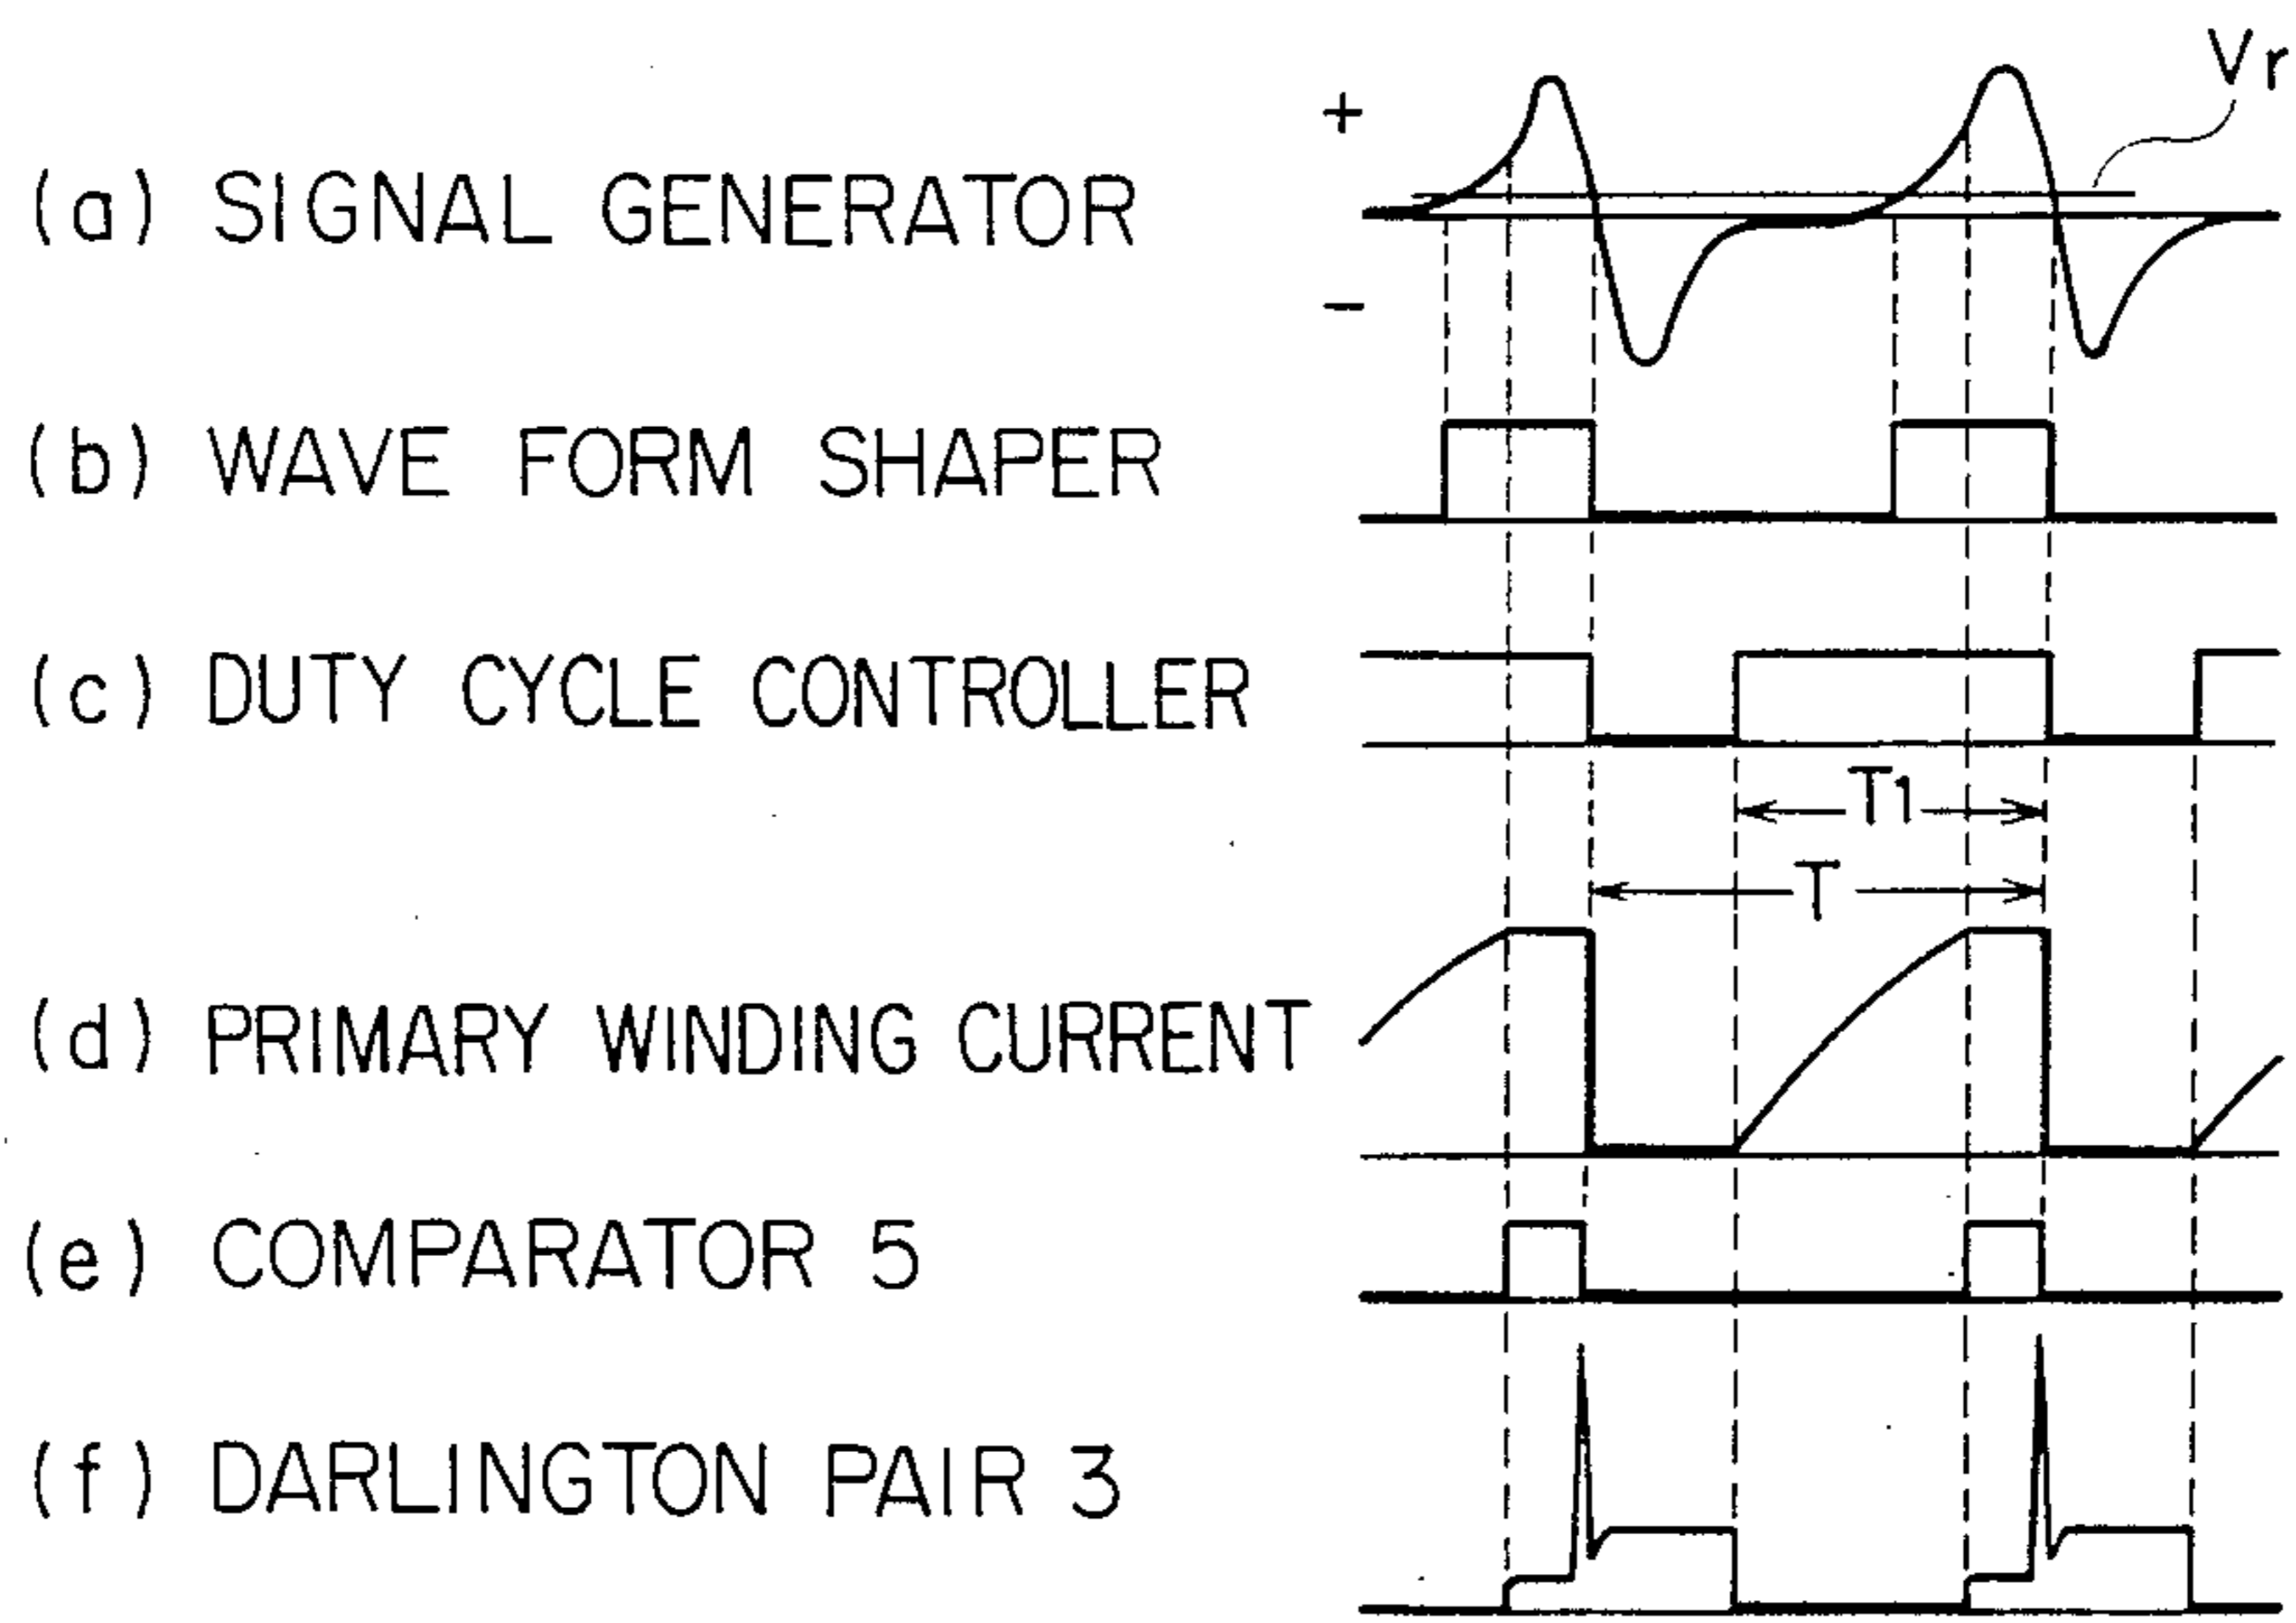 Vr
+
(a) SIGNAL GENERATOR
-
(b) WAVE FORM SHAPER
(c) DUTY CYCLE CONTROLLER
T1
T
(d) PRIMARY WINDING CURRENT
(e) COMPARATOR 5
(f) DARLINGTON PAIR 3